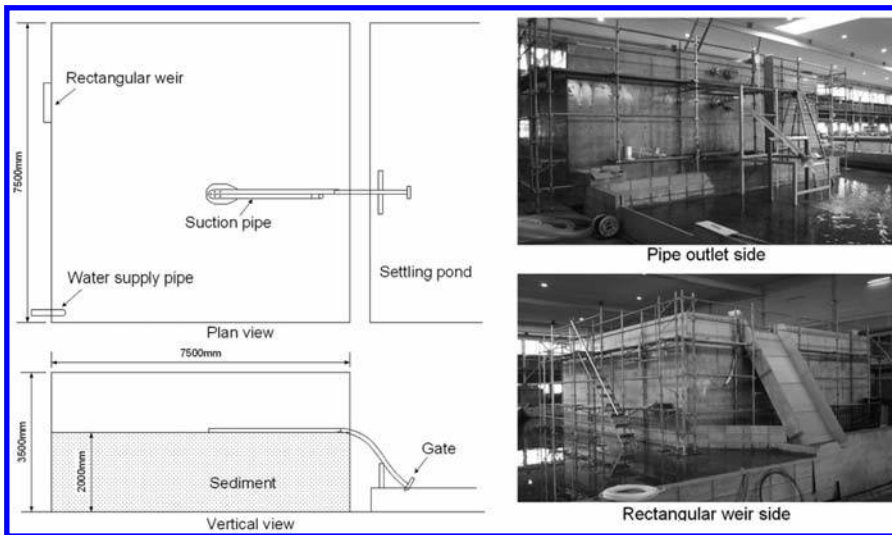 Rectangular weir
7500mm
Suction pipe
Water supply pipe
Settling pond
Plan view
7500mm
3500mm
2000mm
Gate
Sediment
Vertical view
Pipe outlet side
Rectangular weir side